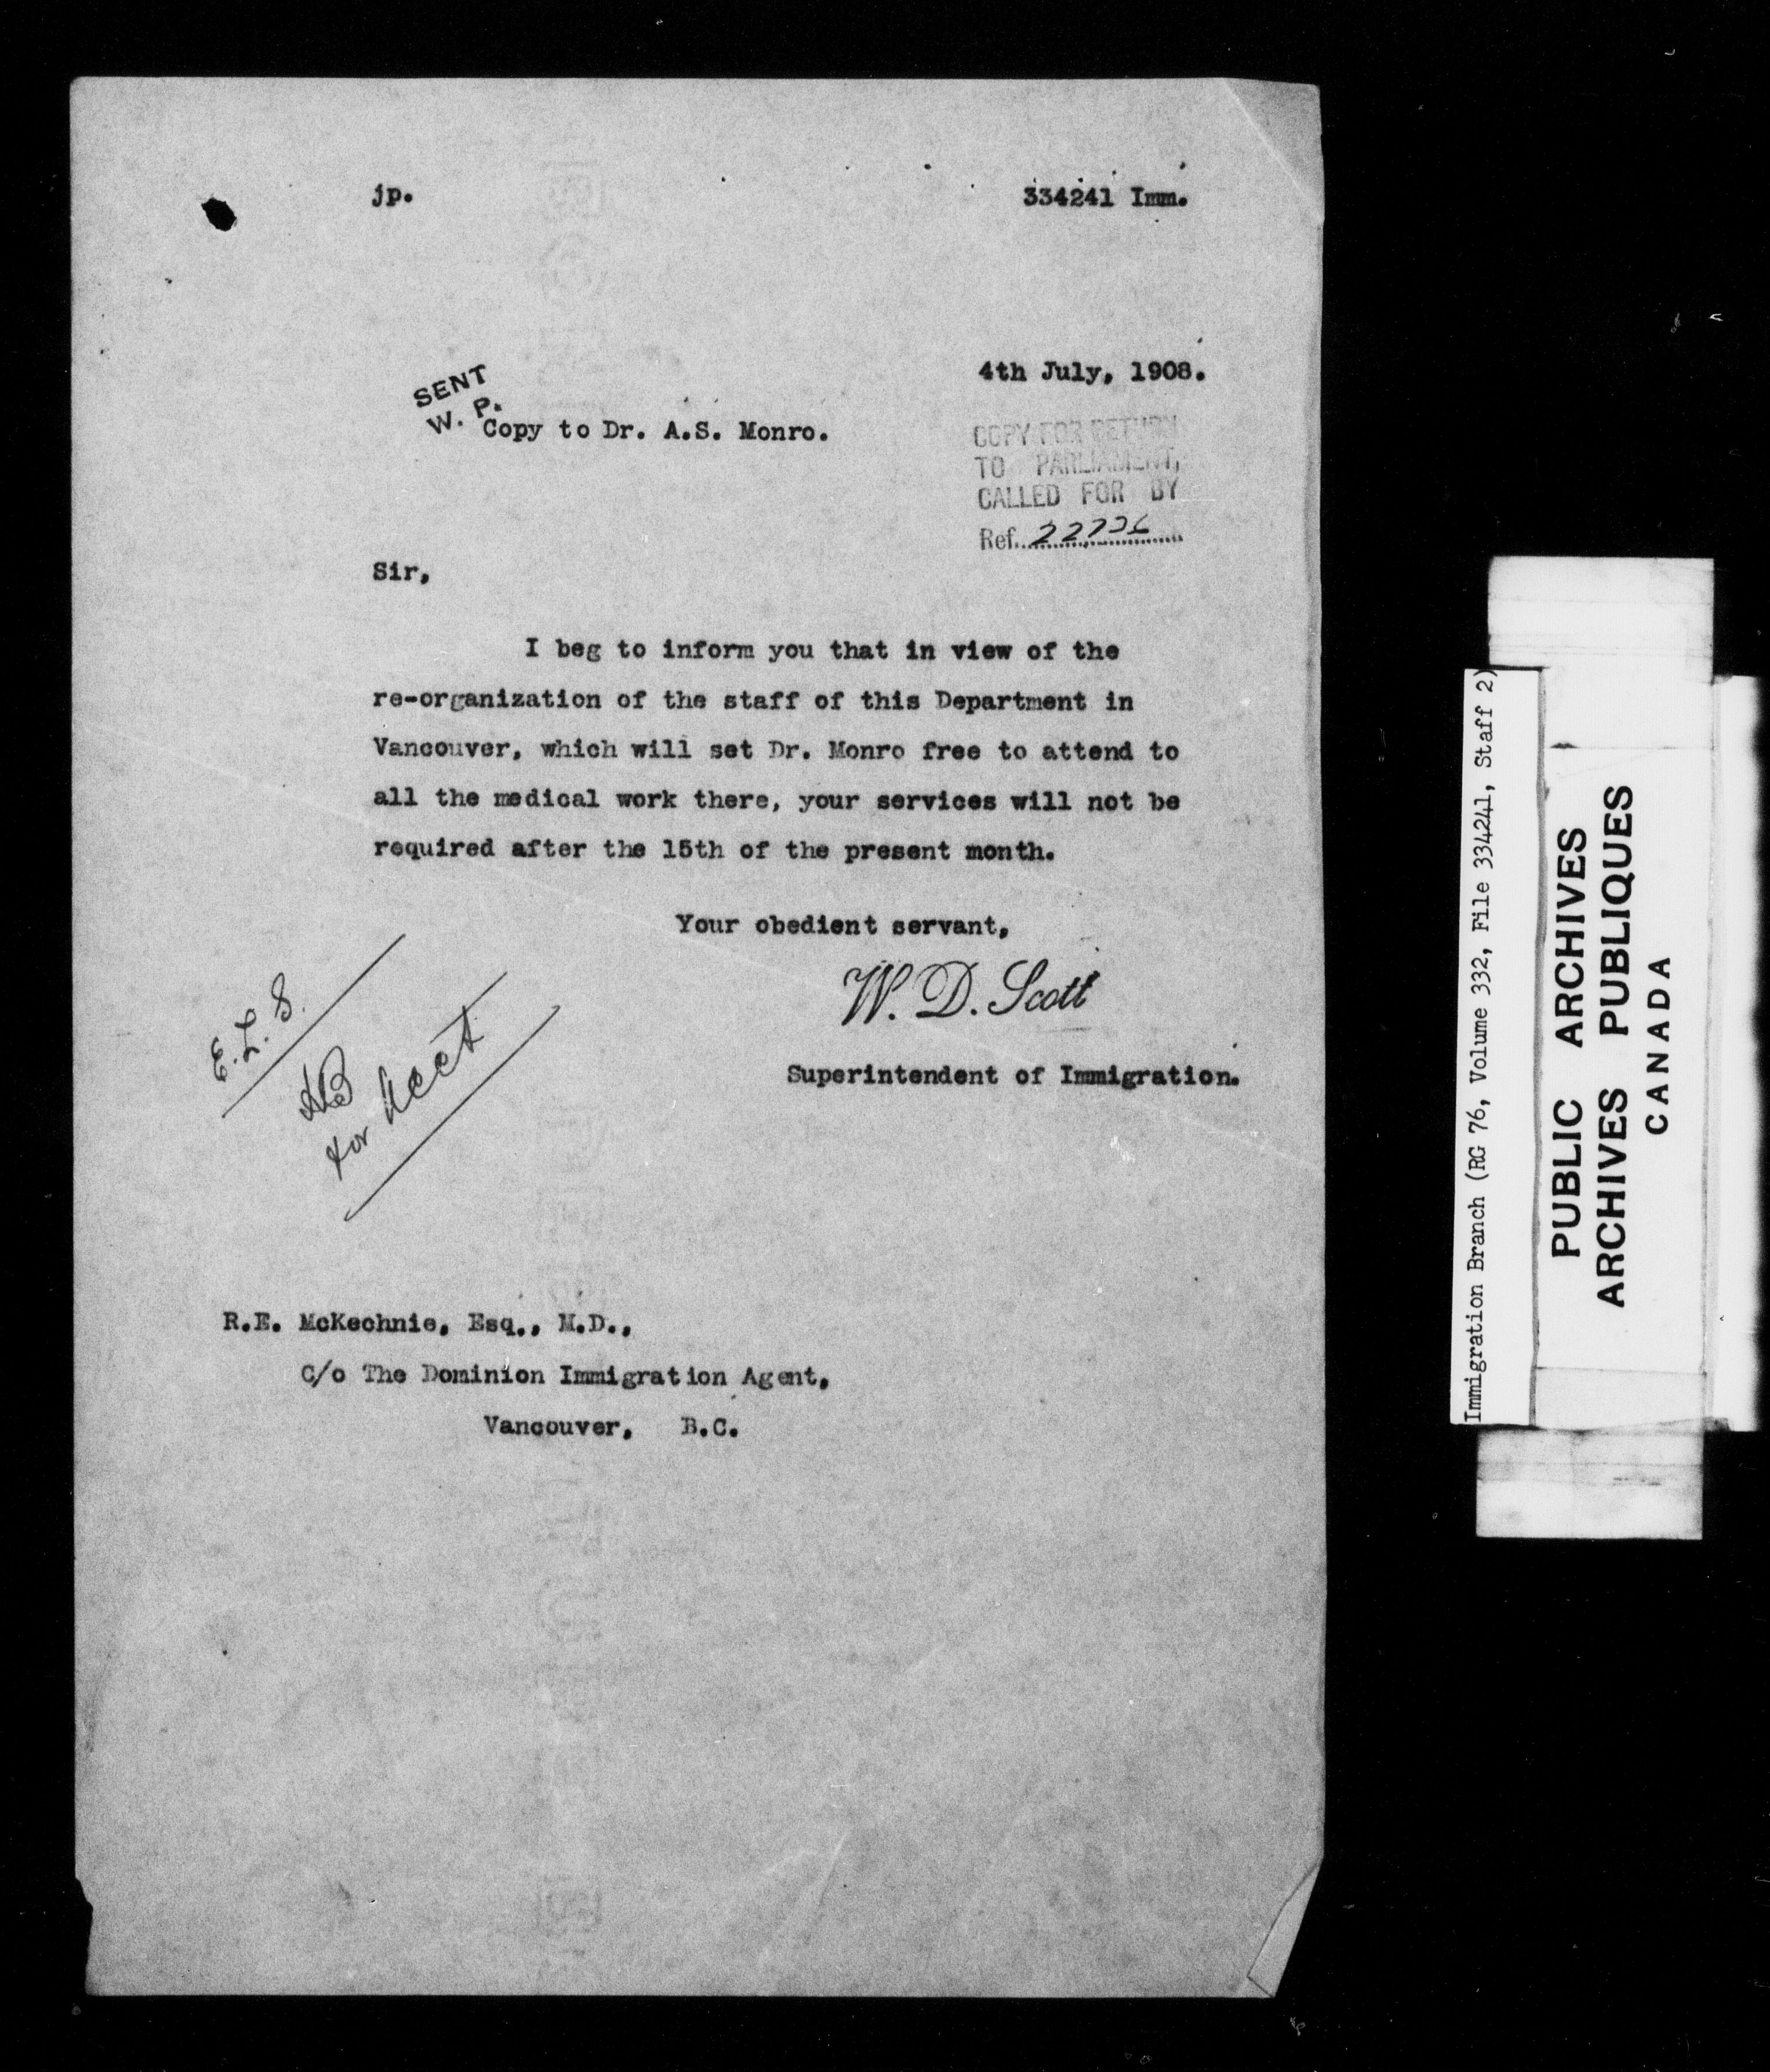 jp.
334241 Imm.
4th July, 1908.
SENT
W. P.
Copy to Dr. A.S. Monro.
COPY FOR RETURN
TO PARLIAMENT,
CALLED FOR BY
Ref.
Sir,
I beg to inform you that in view of the
re-organization of the staff of this Department in
Vancouver, which will set Dr. Monro free to attend to
all the medical work there, your services will not be
required after the 15th of the present month.
Your obedient servant,
W. D. Scott
Superintendent of Immigration.
E.L.S.
for Acct
R.E. McKechnie, Esq., M.D.,
C/o The Dominion Immigration Agent,
Vancouver, B.C.
Immigration Branch (RG 76, Volume 332, File 334241, Staff 2)
PUBLIC ARCHIVES
ARCHIVES PUBLIQUES
CANADA